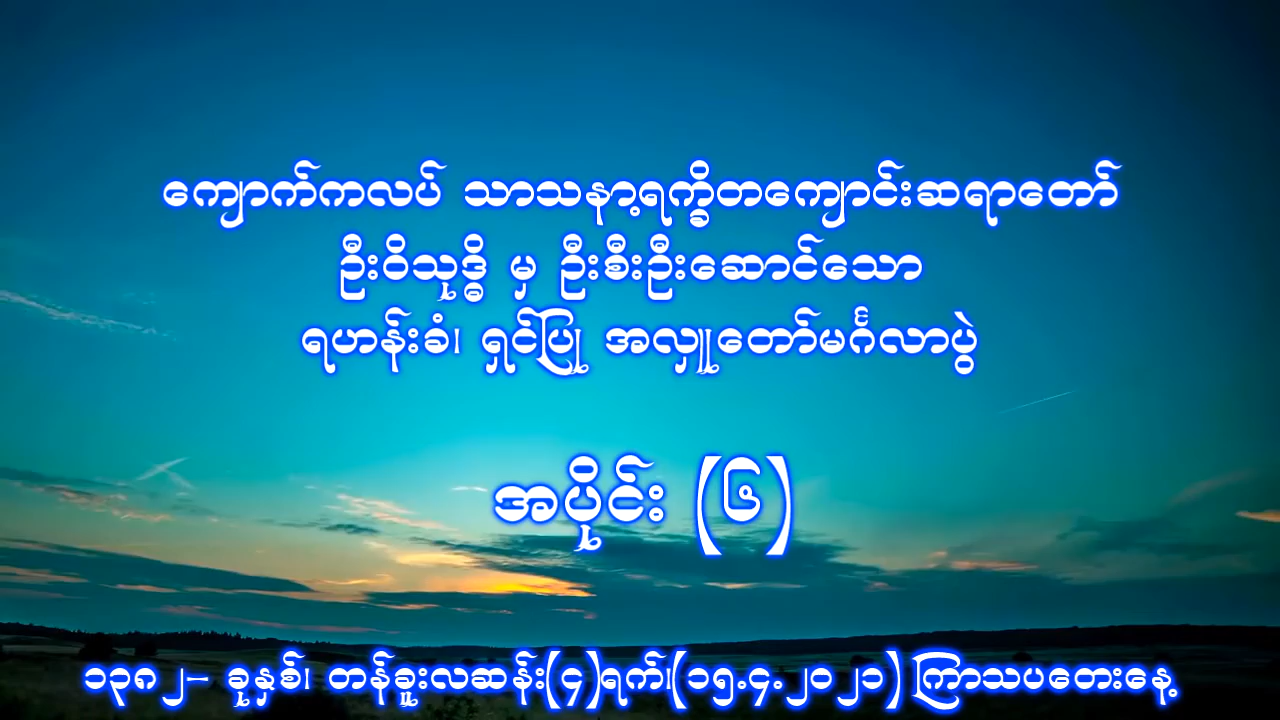 ကျောက်ကလပ် သာသနာ့ရက္ခိတကျောင်းဆရာတော်
ဦးဝိသုဒ္ဓိ မှ ဦးစီးဦးဆောင်သော
ရဟန်းခံ၊ ရှင်ပြု အလှူတော်မင်္ဂလာပွဲ
အပိုင်း (၆)
၁၃၈၂- ခုနှစ်၊ တန်ခူးလဆန်း(၄)ရက်၊(၁၅.၄.၂၀၂၁) ကြာသပတေးနေ့